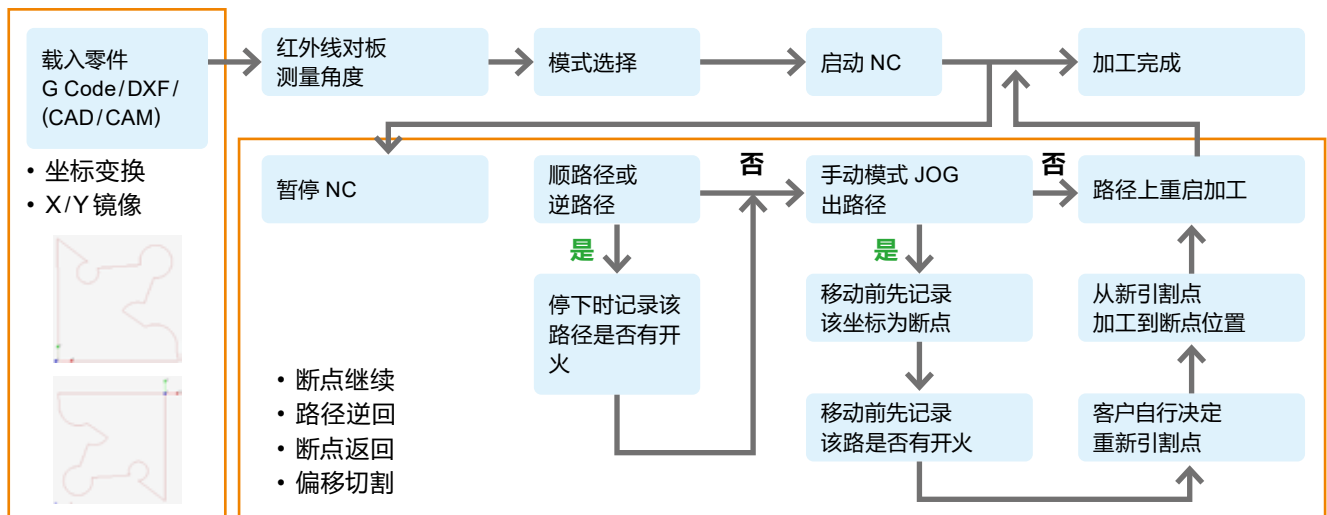 载入零件
G Code/DXF/
(CAD/CAM)
红外线对板
测量角度
模式选择
启动 NC
加工完成
• 坐标变换
• X/Y 镜像
暂停 NC
顺路径或
逆路径
否
手动模式 JOG
出路径
否
路径上重启加工
是
是
停下时记录该
路径是否有开
火
移动前先记录
该坐标为断点
从新引割点
加工到断点位置
• 断点继续
• 路径逆回
• 断点返回
• 偏移切割
移动前先记录
该路是否有开火
客户自行决定
重新引割点